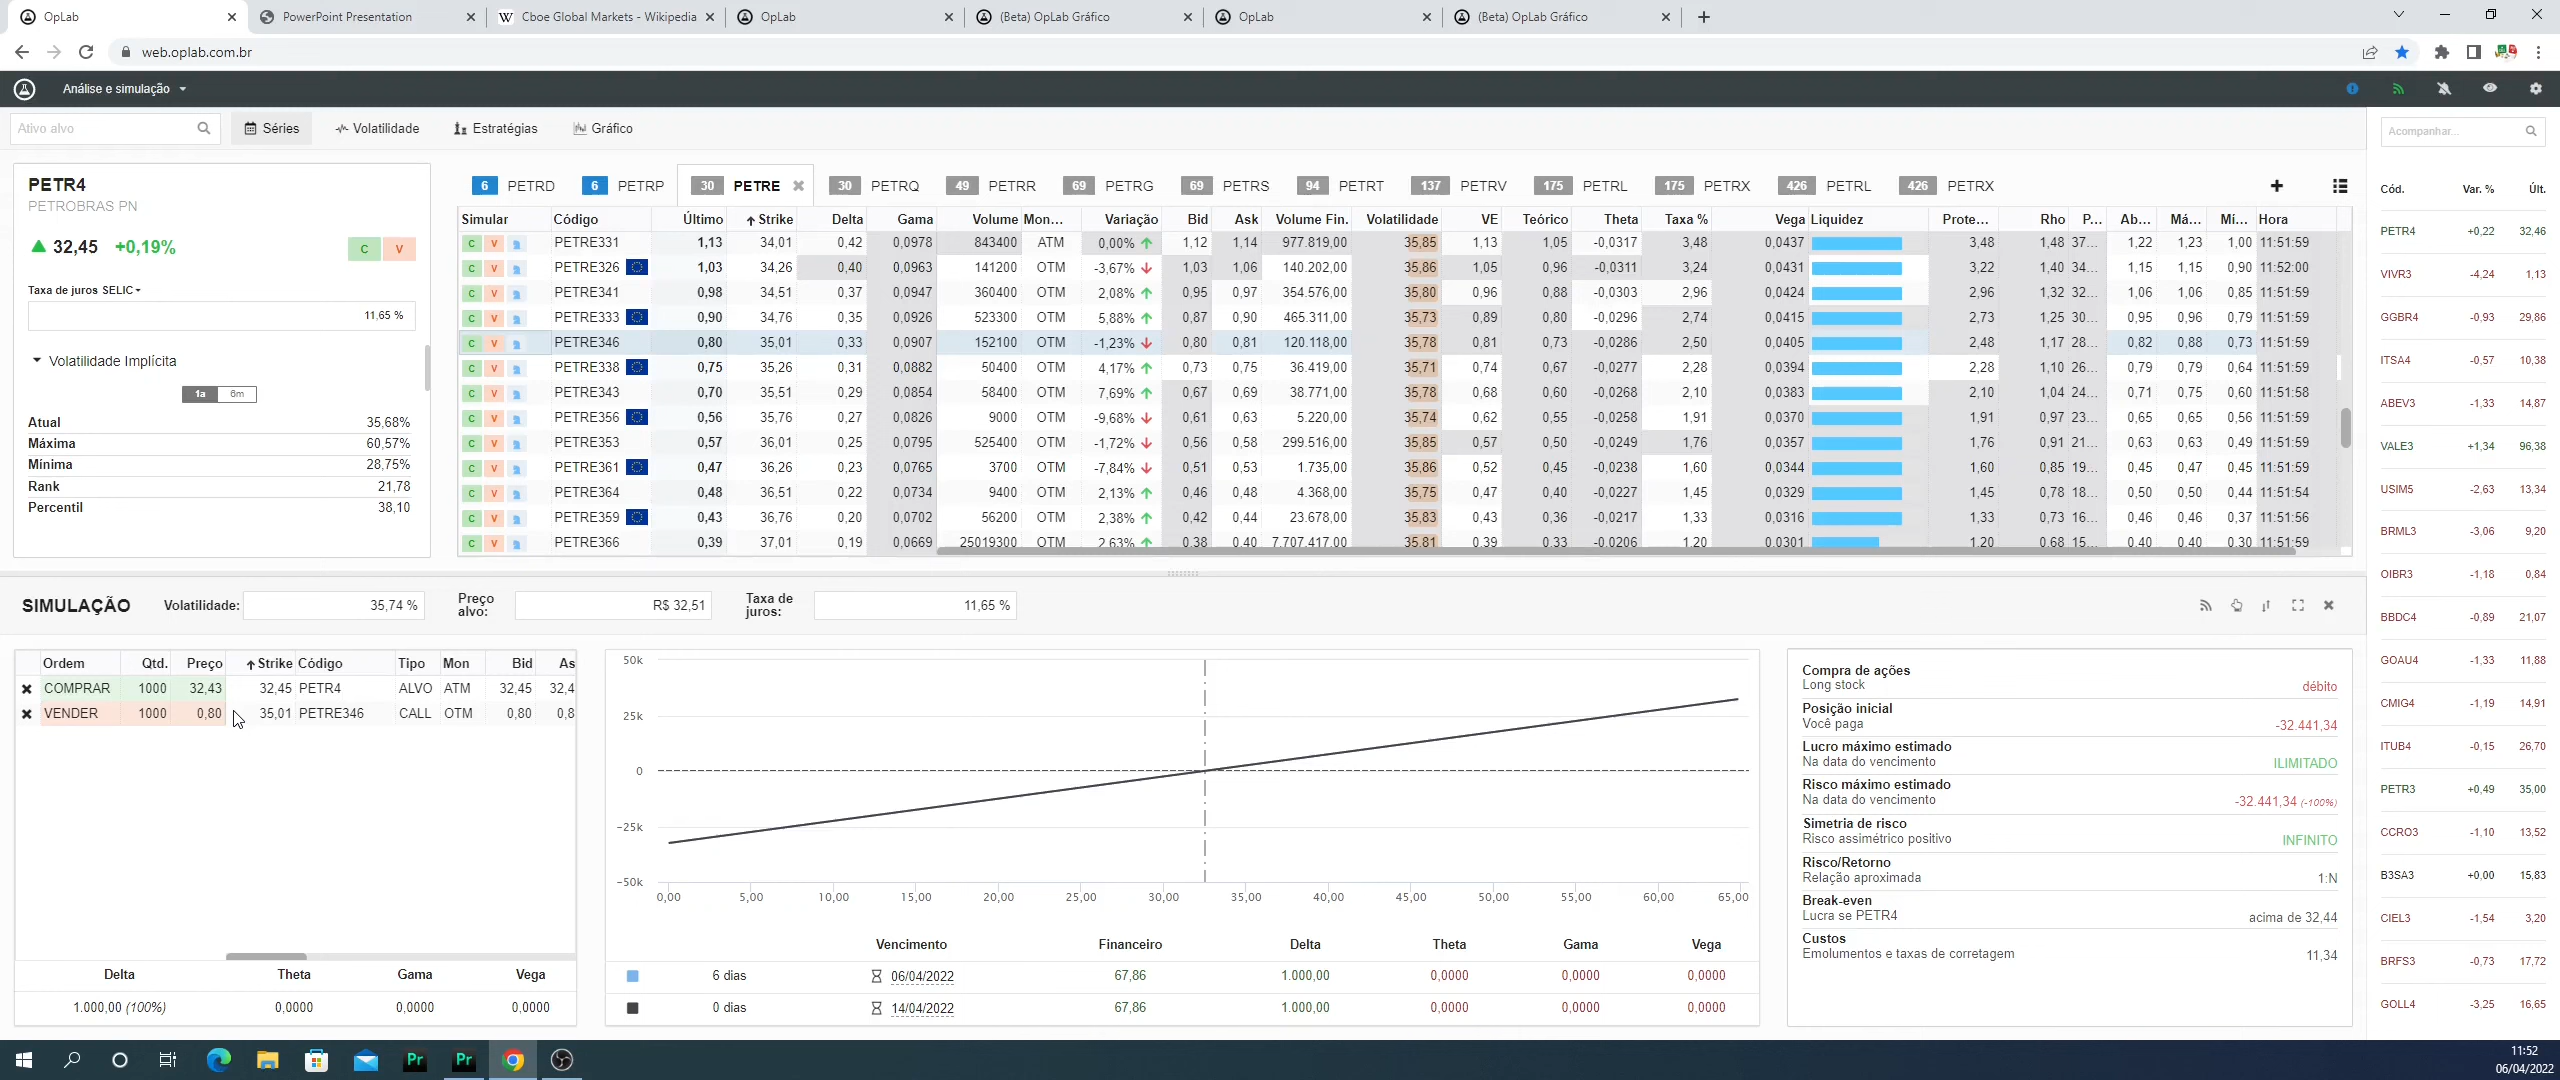 OpLab
PowerPoint Presentation
Cboe Global Markets - Wikipedia
OpLab
(Beta) OpLab Gráfico
OpLab
(Beta) OpLab Gráfico
web.oplab.com.br
Análise e simulação
Ativo alvo
Séries
Volatilidade
Estratégias
Gráfico
Acompanhar...
PETR4
PETROBRAS PN
32,45 +0,19%
C V
Taxa de juros SELIC
11,65 %
Volatilidade Implícita
1a 6m
Atual 35,68%
Máxima 60,57%
Mínima 28,75%
Rank 21,78
Percentil 38,10
6 PETRD 6 PETRP 30 PETRE 30 PETRQ 49 PETRR 69 PETRG 69 PETRS 94 PETRT 137 PETRV 175 PETRL 175 PETRX 426 PETRL 426 PETRX
Simular Código Último Strike Delta Gama Volume Mon... Variação Bid Ask Volume Fin. Volatilidade VE Teórico Theta Taxa % Vega Liquidez Prote... Rho P... Ab... Má... Mí... Hora
C V PETRE331 1,13 34,01 0,42 0,0978 843400 ATM 0,00% 1,12 1,14 977.819,00 35,85 1,13 1,05 -0,0317 3,48 0,0437 3,48 1,48 37... 1,22 1,23 1,00 11:51:59
C V PETRE326 1,03 34,26 0,40 0,0963 141200 OTM -3,67% 1,03 1,06 140.202,00 35,86 1,05 0,96 -0,0311 3,24 0,0431 3,22 1,40 34... 1,15 1,15 0,90 11:52:00
C V PETRE341 0,98 34,51 0,37 0,0947 360400 OTM 2,08% 0,95 0,97 354.576,00 35,80 0,96 0,88 -0,0303 2,96 0,0424 2,96 1,32 32... 1,06 1,06 0,85 11:51:59
C V PETRE333 0,90 34,76 0,35 0,0926 523300 OTM 5,88% 0,87 0,90 465.311,00 35,73 0,89 0,80 -0,0296 2,74 0,0415 2,73 1,25 30... 0,95 0,96 0,79 11:51:59
C V PETRE346 0,80 35,01 0,33 0,0907 152100 OTM -1,23% 0,80 0,81 120.118,00 35,78 0,81 0,73 -0,0286 2,50 0,0405 2,48 1,17 28... 0,82 0,88 0,73 11:51:59
C V PETRE338 0,75 35,26 0,31 0,0882 50400 OTM 4,17% 0,73 0,75 36.419,00 35,71 0,74 0,67 -0,0277 2,28 0,0394 2,28 1,10 26... 0,79 0,79 0,64 11:51:59
C V PETRE343 0,70 35,51 0,29 0,0854 58400 OTM 7,69% 0,67 0,69 38.771,00 35,78 0,68 0,60 -0,0268 2,10 0,0383 2,10 1,04 24... 0,71 0,75 0,60 11:51:58
C V PETRE356 0,56 35,76 0,27 0,0826 9000 OTM -9,68% 0,61 0,63 5.220,00 35,74 0,62 0,55 -0,0258 1,91 0,0370 1,91 0,97 23... 0,65 0,65 0,56 11:51:59
C V PETRE353 0,57 36,01 0,25 0,0795 525400 OTM -1,72% 0,56 0,58 299.516,00 35,85 0,57 0,50 -0,0249 1,76 0,0357 1,76 0,91 21... 0,63 0,63 0,49 11:51:59
C V PETRE361 0,47 36,26 0,23 0,0765 3700 OTM -7,84% 0,51 0,53 1.735,00 35,86 0,52 0,45 -0,0238 1,60 0,0344 1,60 0,85 19... 0,45 0,47 0,45 11:51:59
C V PETRE364 0,48 36,51 0,22 0,0734 9400 OTM 2,13% 0,46 0,48 4.368,00 35,75 0,47 0,40 -0,0227 1,45 0,0329 1,45 0,78 18... 0,50 0,50 0,44 11:51:54
C V PETRE359 0,43 36,76 0,20 0,0702 56200 OTM 2,38% 0,42 0,44 23.678,00 35,83 0,43 0,36 -0,0217 1,33 0,0316 1,33 0,73 16... 0,46 0,46 0,37 11:51:56
C V PETRE366 0,39 37,01 0,19 0,0669 25019300 OTM 2,63% 0,38 0,40 7.707.417,00 35,81 0,39 0,33 -0,0206 1,20 0,0301 1,20 0,68 15... 0,40 0,40 0,30 11:51:59
SIMULAÇÃO
Volatilidade: 35,74 %
Preço alvo: R$ 32,51
Taxa de juros: 11,65 %
Ordem Qtd. Preço Strike Código Tipo Mon Bid As
COMPRAR 1000 32,43 32,45 PETR4 ALVO ATM 32,45 32,4
VENDER 1000 0,80 35,01 PETRE346 CALL OTM 0,80 0,8
Delta Theta Gama Vega
1.000,00 (100%) 0,0000 0,0000 0,0000
50k
25k
0
−25k
−50k
0,00 5,00 10,00 15,00 20,00 25,00 30,00 35,00 40,00 45,00 50,00 55,00 60,00 65,00
Vencimento Financeiro Delta Theta Gama Vega
6 dias 06/04/2022 67,86 1.000,00 0,0000 0,0000 0,0000
0 dias 14/04/2022 67,86 1.000,00 0,0000 0,0000 0,0000
Compra de ações
Long stock débito
Posição inicial
Você paga -32.441,34
Lucro máximo estimado
Na data do vencimento ILIMITADO
Risco máximo estimado
Na data do vencimento -32.441,34 (-100%)
Simetria de risco
Risco assimétrico positivo INFINITO
Risco/Retorno
Relação aproximada 1:N
Break-even
Lucra se PETR4 acima de 32,44
Custos
Emolumentos e taxas de corretagem 11,34
Cód. Var. % Últ.
PETR4 +0,22 32,46
VIVR3 -4,24 1,13
GGBR4 -0,93 29,86
ITSA4 -0,57 10,38
ABEV3 -1,33 14,87
VALE3 +1,34 96,38
USIM5 -2,63 13,34
BRML3 -3,06 9,20
OIBR3 -1,18 0,84
BBDC4 -0,89 21,07
GOAU4 -1,33 11,88
CMIG4 -1,19 14,91
ITUB4 -0,15 26,70
PETR3 +0,49 35,00
CCRO3 -1,10 13,52
B3SA3 +0,00 15,83
CIEL3 -1,54 3,20
BRFS3 -0,73 17,72
GOLL4 -3,25 16,65
Pr
Pr
11:52
06/04/2022